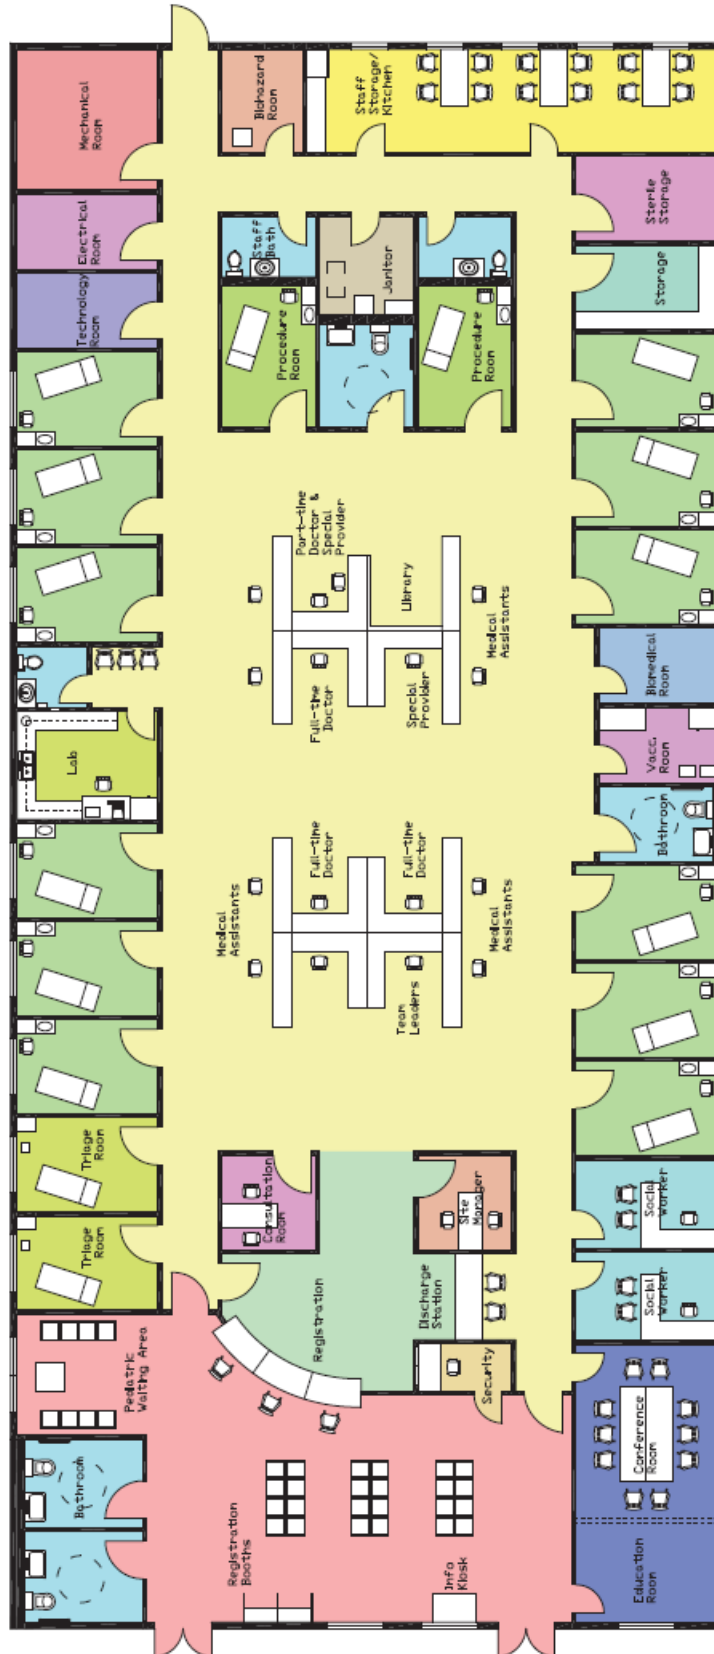 Mechanical
Room
Biohazard
Room
Staff
Storage/
Kitchen
Electrical
Room
Staff
Bath
Janitor
Sterile
Storage
Technology
Room
Procedure
Room
Procedure
Room
Storage
Part-time
Doctor &
Special
Provider
Library
Medical
Assistants
Full-time
Doctor
Special
Provider
Biomedical
Room
Lab
Vacc.
Room
Bathroom
Medical
Assistants
Full-time
Doctor
Full-time
Doctor
Medical
Assistants
Team
Leaders
Triage
Room
Consultation
Room
Site
Manager
Social
Worker
Triage
Room
Registration
Discharge
Station
Social
Worker
Pediatric
Waiting Area
Security
Conference
Room
Bathroom
Registration
Booths
Info
Kiosk
Education
Room